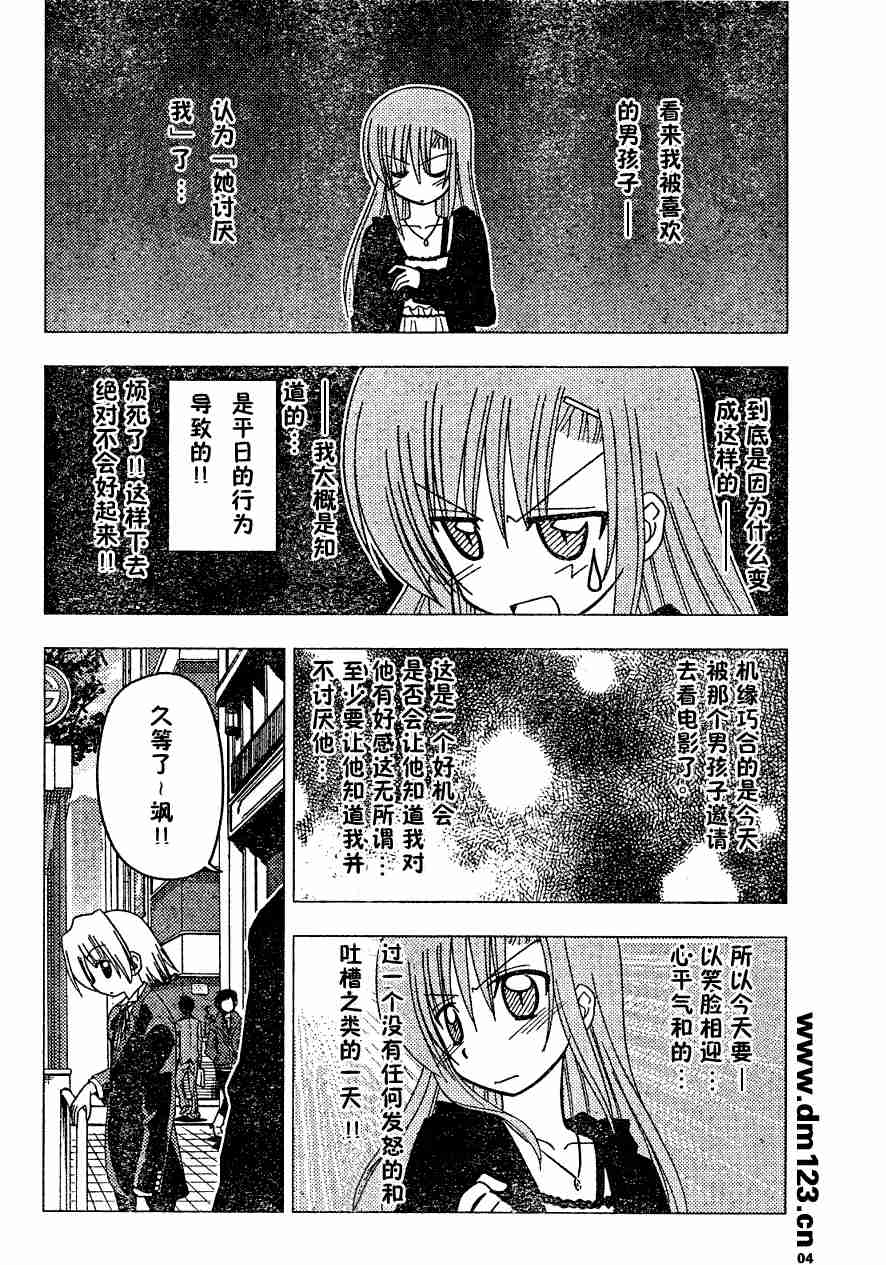 看来我被喜欢
的男孩子——
认为「她讨厌
我」了…
到底是因为什么变
成这样的——
——我大概是知
道的…
是平日的行为
导致的!!
烦死了!!这样下去
绝对不会好起来!!
机缘巧合的是今天
被那个男孩子邀请
去看电影了…
这是一个好机会
是否会让他知道我对
他有好感这无所谓…
至少要让他知道我并
不讨厌他…
久等了~飒!!
所以今天要—
以笑脸相迎…
心平气和的…
过一个没有任何发怒的和
吐槽之类的一天!!
www.dm123.cn
04